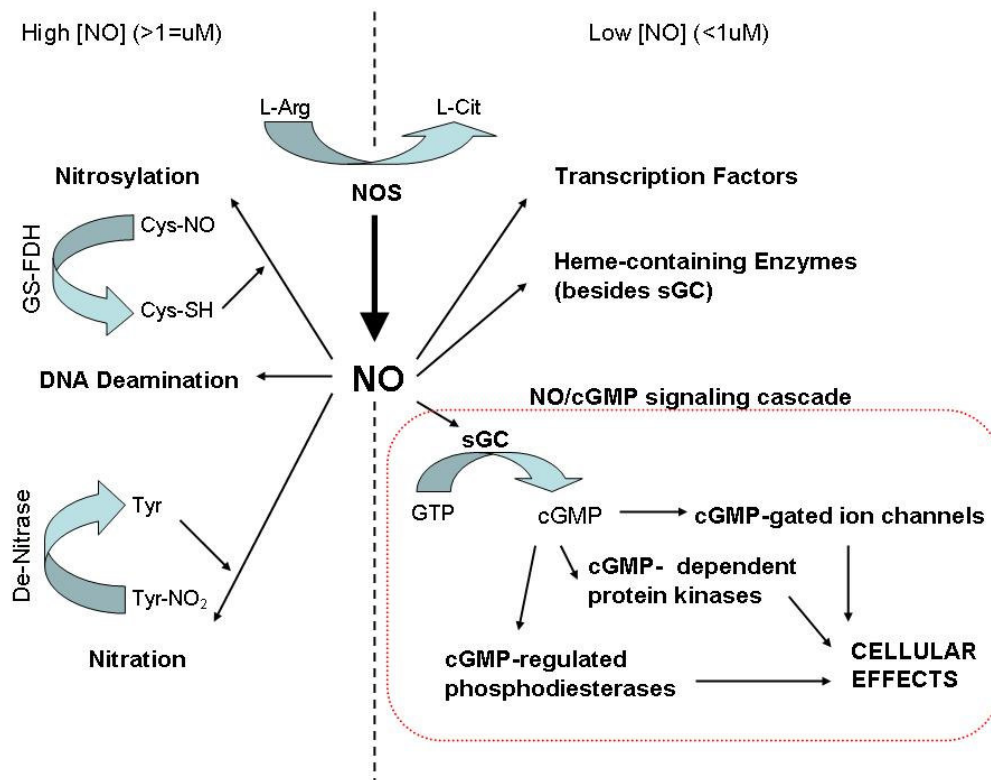 High [NO] (>1=uM)
Low [NO] (<1uM)
L-Arg
L-Cit
NOS
Nitrosylation
Cys-NO
GS-FDH
Cys-SH
DNA Deamination
NO
Transcription Factors
Heme-containing Enzymes
(besides sGC)
NO/cGMP signaling cascade
sGC
GTP
cGMP
cGMP-gated ion channels
cGMP- dependent
protein kinases
cGMP-regulated
phosphodiesterases
CELLULAR
EFFECTS
De-Nitrase
Tyr
Tyr-NO₂
Nitration